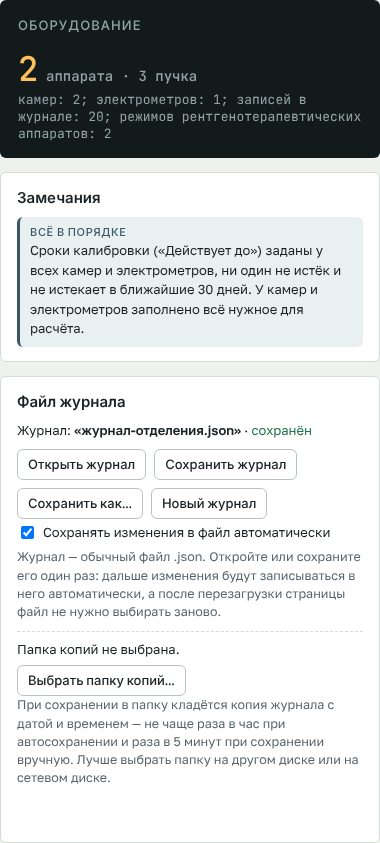 ОБОРУДОВАНИЕ
2 аппарата · 3 пучка
камер: 2; электрометров: 1; записей в
журнале: 20; режимов рентгенотерапевтических
аппаратов: 2
Замечания
ВСЁ В ПОРЯДКЕ
Сроки калибровки («Действует до») заданы у
всех камер и электрометров, ни один не истёк и
не истекает в ближайшие 30 дней. У камер и
электрометров заполнено всё нужное для
расчёта.
Файл журнала
Журнал: «журнал-отделения.json» · сохранён
Открыть журнал Сохранить журнал
Сохранить как… Новый журнал
Сохранять изменения в файл автоматически
Журнал — обычный файл .json. Откройте или сохраните
его один раз: дальше изменения будут записываться в
него автоматически, а после перезагрузки страницы
файл не нужно выбирать заново.
Папка копий не выбрана.
Выбрать папку копий…
При сохранении в папку кладётся копия журнала с
датой и временем — не чаще раза в час при
автосохранении и раза в 5 минут при сохранении
вручную. Лучше выбрать папку на другом диске или на
сетевом диске.